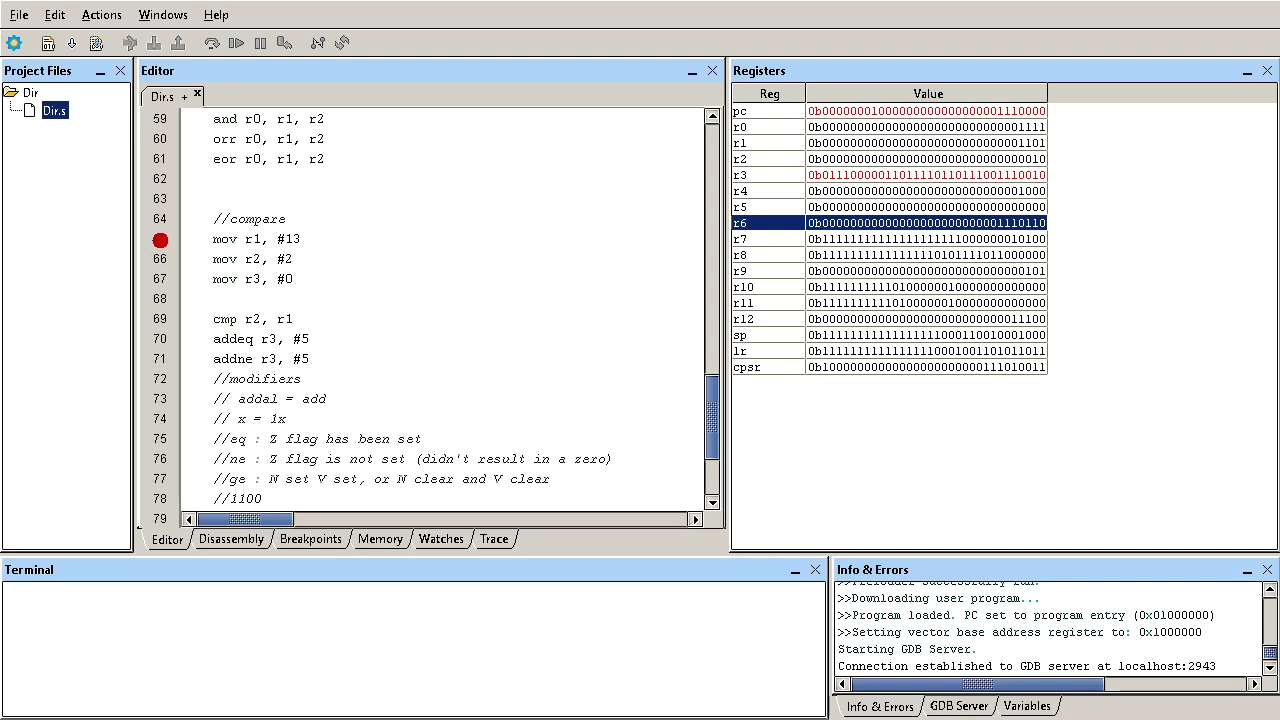 File Edit Actions Windows Help
Project Files
Dir
Dir.s
Editor
Dir.s +
59 and r0, r1, r2
60 orr r0, r1, r2
61 eor r0, r1, r2
62
63
64 //compare
mov r1, #13
66 mov r2, #2
67 mov r3, #0
68
69 cmp r2, r1
70 addeq r3, #5
71 addne r3, #5
72 //modifiers
73 // addal = add
74 // x = 1x
75 //eq : Z flag has been set
76 //ne : Z flag is not set (didn't result in a zero)
77 //ge : N set V set, or N clear and V clear
78 //1100
79
Editor Disassembly Breakpoints Memory Watches Trace
Registers
Reg Value
pc 0b00000001000000000000000001110000
r0 0b00000000000000000000000000001111
r1 0b00000000000000000000000000001101
r2 0b00000000000000000000000000000010
r3 0b01110000011011110110111001110010
r4 0b00000000000000000000000000001000
r5 0b00000000000000000000000000000000
r6 0b00000000000000000000000001110110
r7 0b11111111111111111111000000010100
r8 0b11111111111111110101111011000000
r9 0b00000000000000000000000000000101
r10 0b11111111110100000010000000000000
r11 0b11111111110100000010000000000000
r12 0b00000000000000000000000000011100
sp 0b11111111111111111000110010001000
lr 0b11111111111111110001001101011011
cpsr 0b10000000000000000000000111010011
Terminal
Info & Errors
>>Preloader successfully run.
>>Downloading user program...
>>Program loaded. PC set to program entry (0x01000000)
>>Setting vector base address register to: 0x1000000
Starting GDB Server.
Connection established to GDB server at localhost:2943
Info & Errors GDB Server Variables